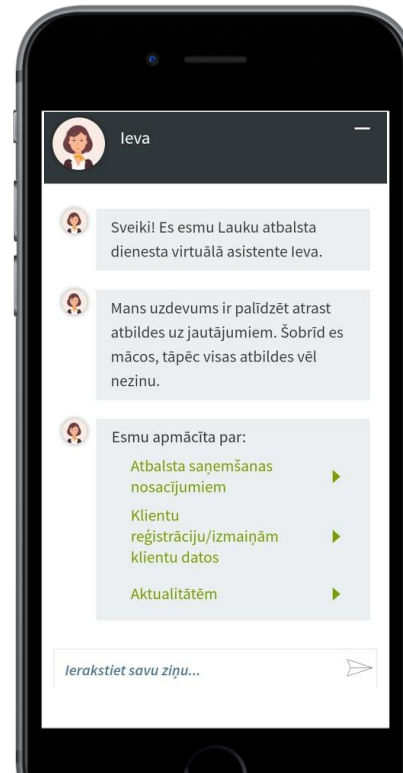 Ieva
Sveiki! Es esmu Lauku atbalsta
dienesta virtuālā asistente Ieva.
Mans uzdevums ir palīdzēt atrast
atbildes uz jautājumiem. Šobrīd es
mācos, tāpēc visas atbildes vēl
nezinu.
Esmu apmācīta par:
Atbalsta saņemšanas
nosacījumiem
Klientu
reģistrāciju/izmaiņām
klientu datos
Aktualitātēm
Ierakstiet savu ziņu...